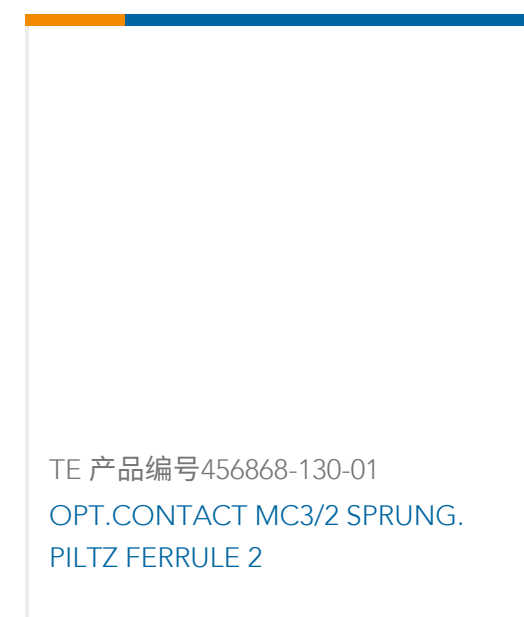 TE 产品编号456868-130-01
OPT.CONTACT MC3/2 SPRUNG.
PILTZ FERRULE 2